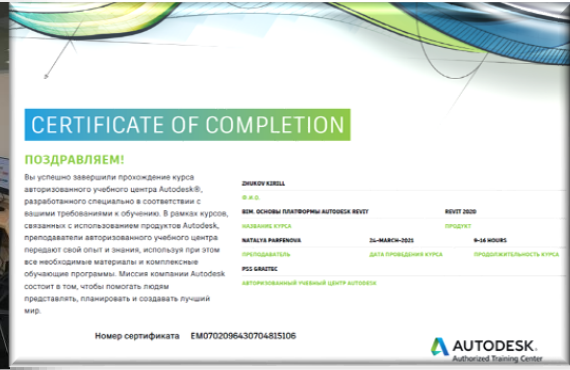 CERTIFICATE OF COMPLETION
ПОЗДРАВЛЯЕМ!
Вы успешно завершили прохождение курса
авторизованного учебного центра Autodesk®,
разработанного специально в соответствии с
вашими требованиями к обучению. В рамках курсов,
связанных с использованием продуктов Autodesk,
преподаватели авторизованного учебного центра
передают свой опыт и знания, используя при этом
все необходимые материалы и комплексные
обучающие программы. Миссия компании Autodesk
состоит в том, чтобы помогать людям
представлять, планировать и создавать лучший
мир.
ZHUKOV KIRILL
Ф.И.О.
BIM. ОСНОВЫ ПЛАТФОРМЫ AUTODESK REVIT REVIT 2020
НАЗВАНИЕ КУРСА ПРОДУКТ
NATALYA PARFENOVA 24-MARCH-2021 9-16 HOURS
ПРЕПОДАВАТЕЛЬ ДАТА ПРОВЕДЕНИЯ КУРСА ПРОДОЛЖИТЕЛЬНОСТЬ КУРСА
PSS GRAITEC
АВТОРИЗОВАННЫЙ УЧЕБНЫЙ ЦЕНТР AUTODESK
Номер сертификата EM0702096430704815106
AUTODESK.
Authorized Training Center